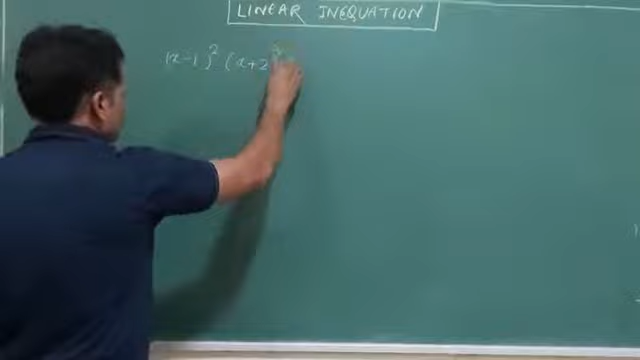 LINEAR INEQUATION
(x-1)² (x+2